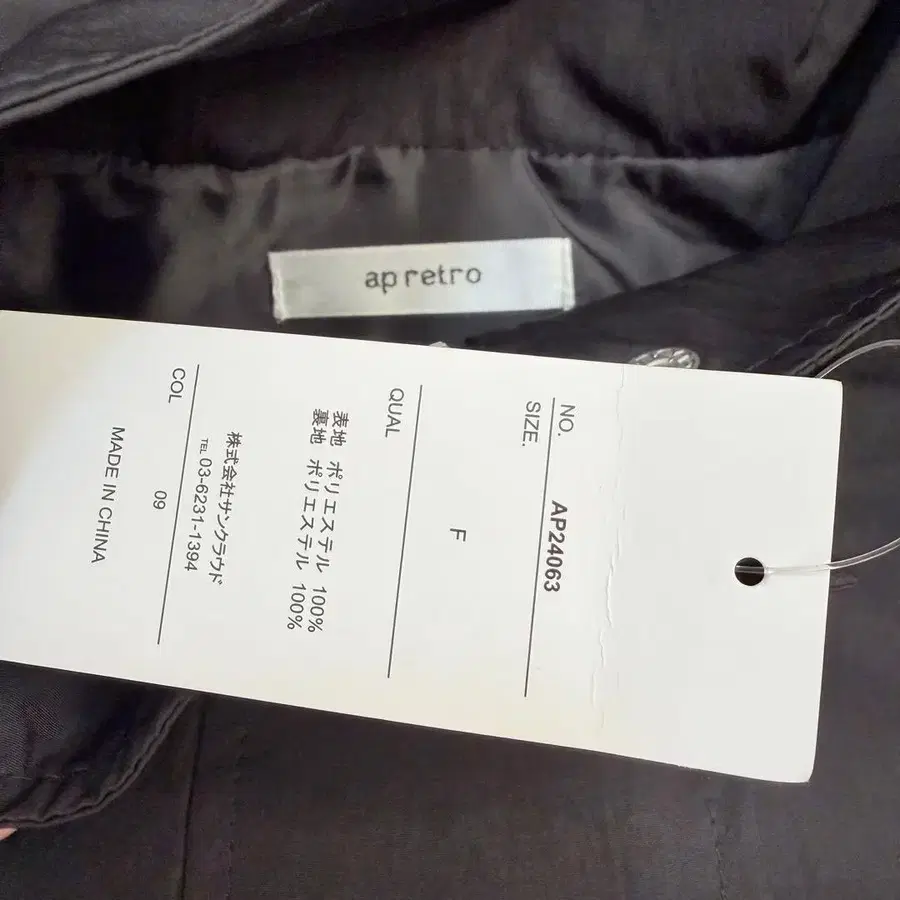 ap retro
NO. AP24063
SIZE.
F
QUAL
表地 ポリエステル 100%
裏地 ポリエステル 100%
株式会社サンクラウド
TEL 03-6231-1394
COL
09
MADE IN CHINA